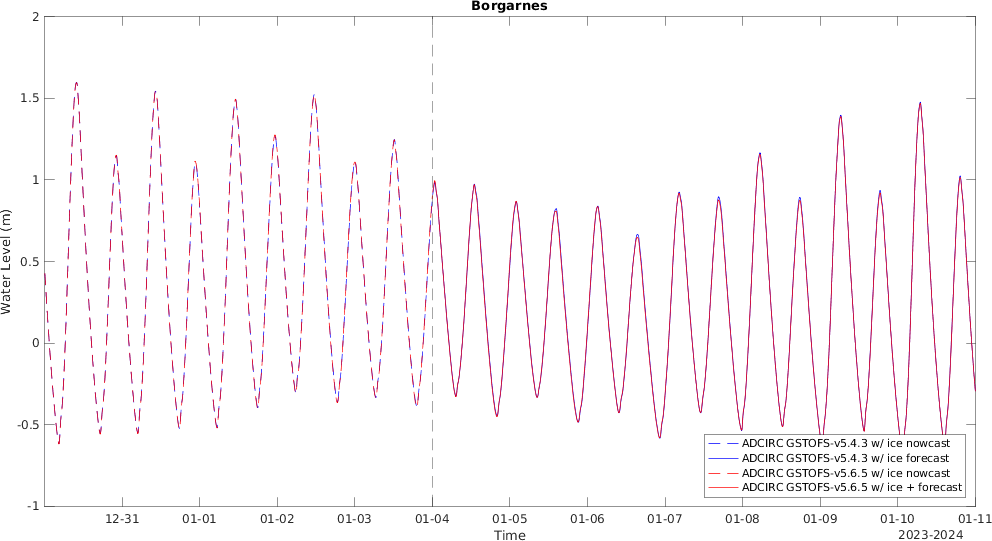 Borgarnes
2
1.5
1
0.5
0
-0.5
-1
Water Level (m)
12-31
01-01
01-02
01-03
01-04
01-05
01-06
01-07
01-08
01-09
01-10
01-11
Time
2023-2024
ADCIRC GSTOFS-v5.4.3 w/ ice nowcast
ADCIRC GSTOFS-v5.4.3 w/ ice forecast
ADCIRC GSTOFS-v5.6.5 w/ ice nowcast
ADCIRC GSTOFS-v5.6.5 w/ ice + forecast